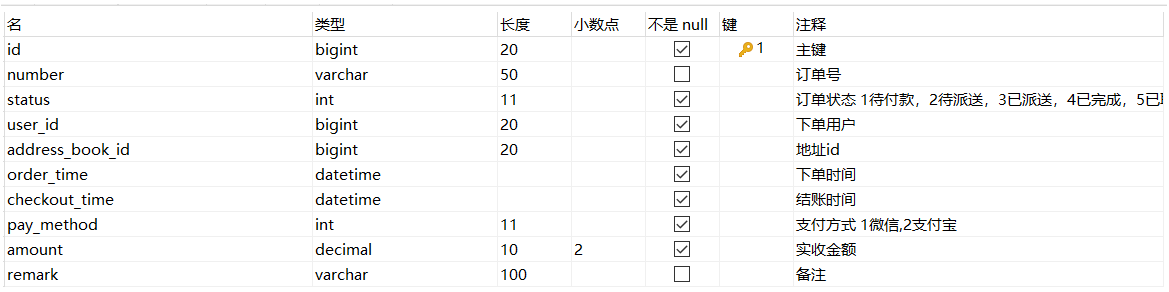 名 类型 长度 小数点 不是 null 键 注释
id bigint 20 1 主键
number varchar 50 订单号
status int 11 订单状态 1待付款，2待派送，3已派送，4已完成，5已
user_id bigint 20 下单用户
address_book_id bigint 20 地址id
order_time datetime 下单时间
checkout_time datetime 结账时间
pay_method int 11 支付方式 1微信,2支付宝
amount decimal 10 2 实收金额
remark varchar 100 备注